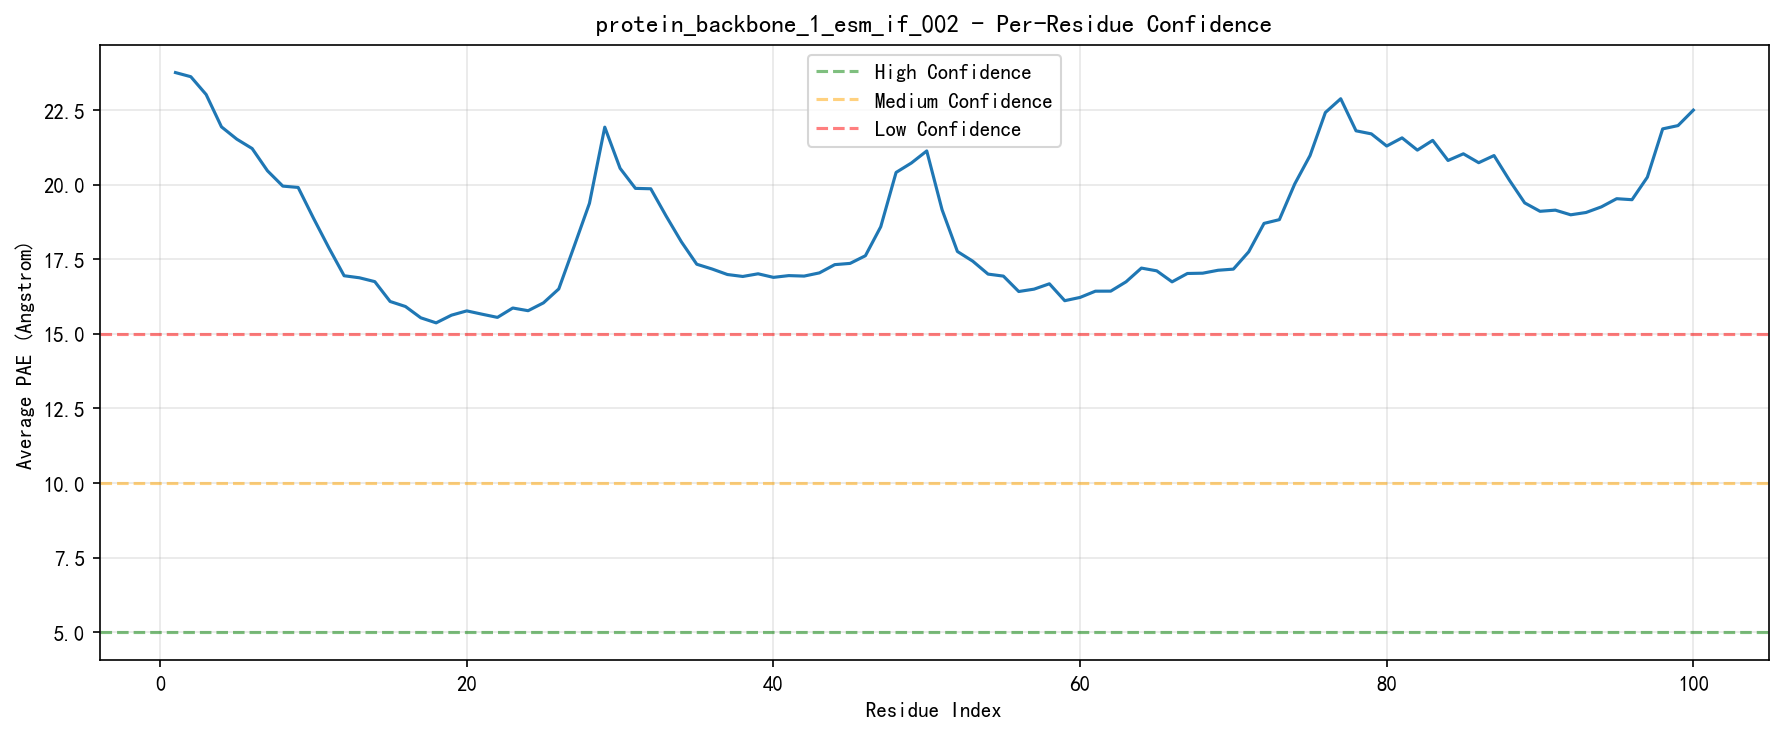 protein_backbone_1_esm_if_002 - Per-Residue Confidence
High Confidence
Medium Confidence
Low Confidence
Average PAE (Angstrom)
22.5
20.0
17.5
15.0
12.5
10.0
7.5
5.0
0 20 40 60 80 100
Residue Index